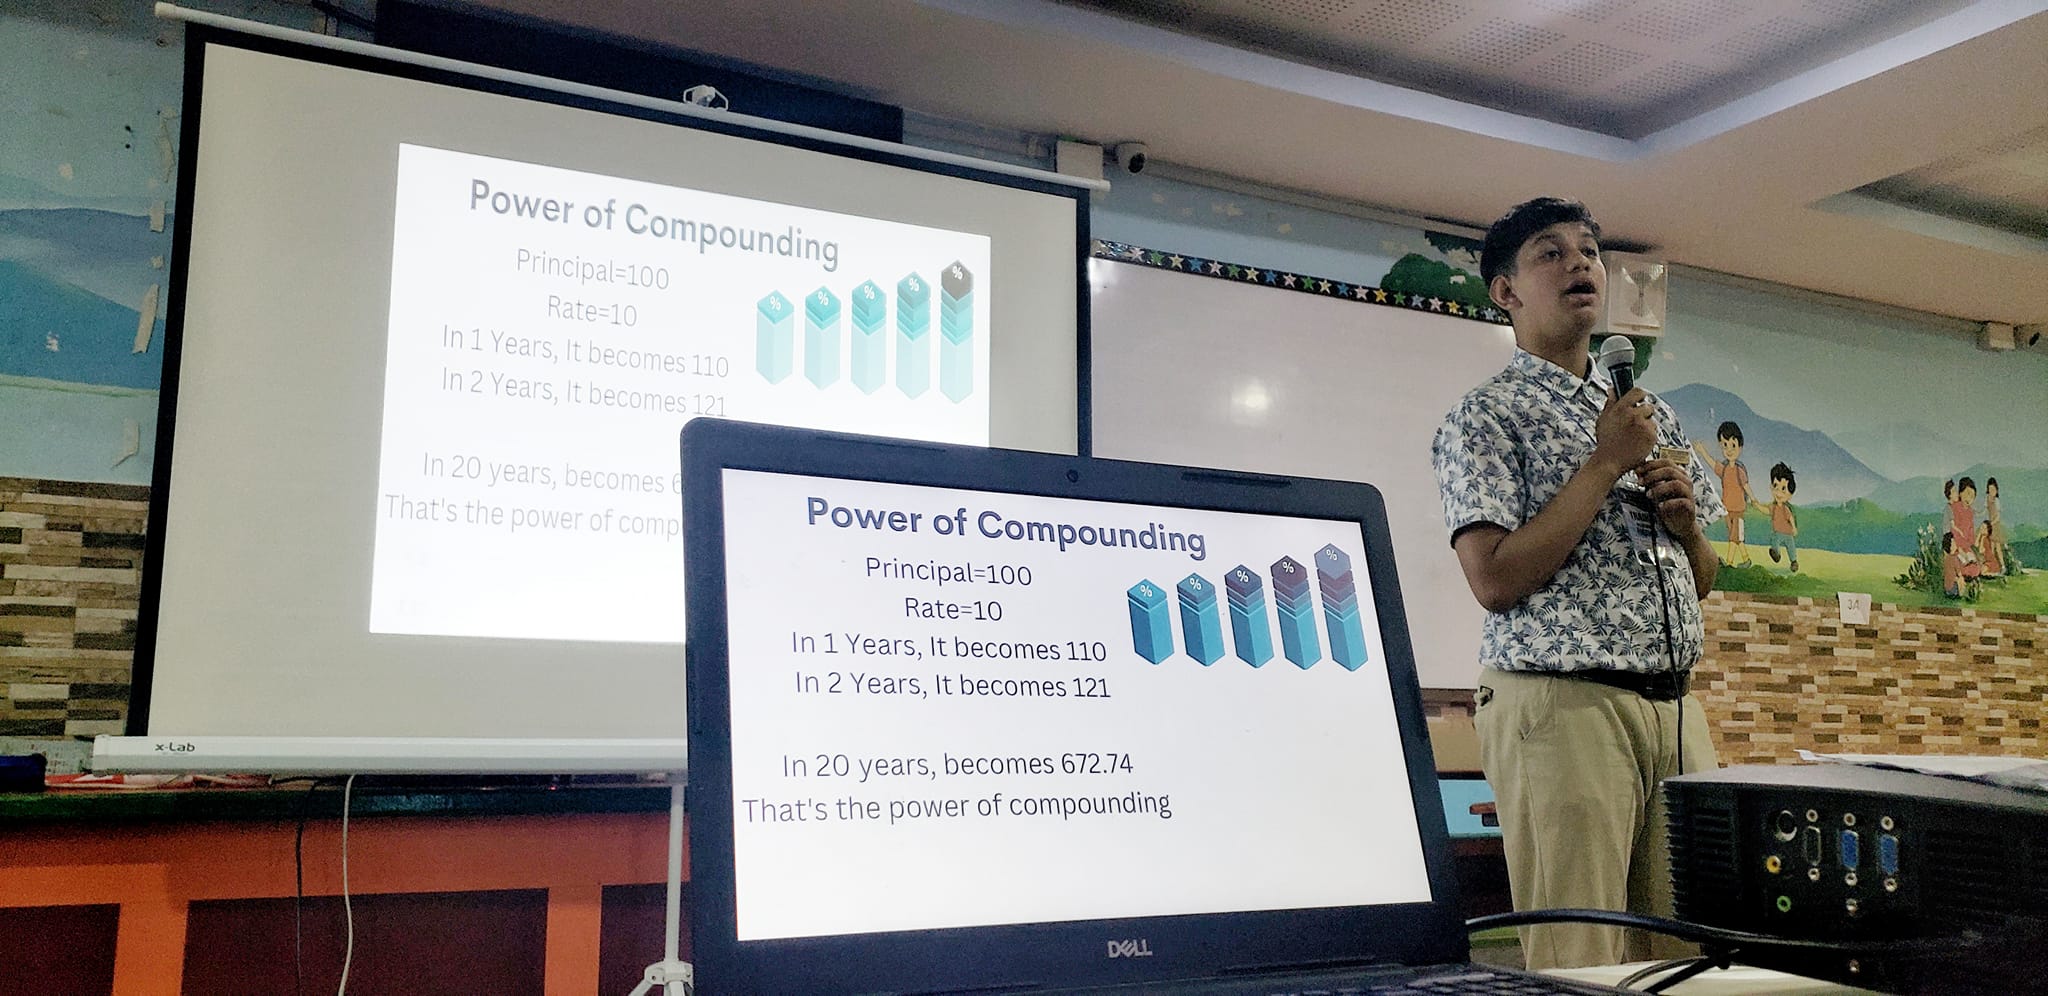 Power of Compounding
Principal=100
Rate=10
In 1 Years, It becomes 110
In 2 Years, It becomes 121
In 20 years, becomes 6
That's the power of comp
% % % % %
x-Lab
Power of Compounding
Principal=100
Rate=10
In 1 Years, It becomes 110
In 2 Years, It becomes 121
In 20 years, becomes 672.74
That's the power of compounding
% % % % %
DELL